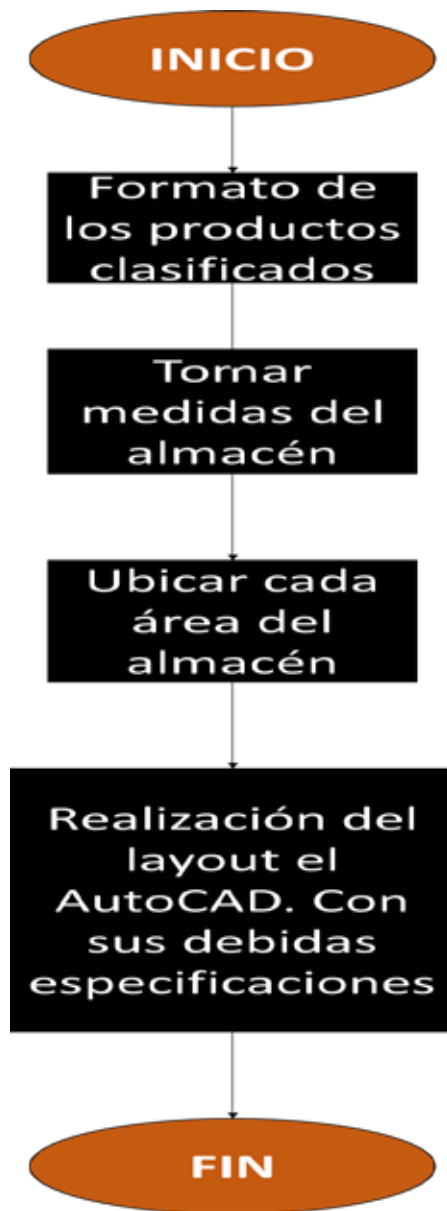 INICIO
Formato de
los productos
clasificados
Tomar
medidas del
almacén
Ubicar cada
área del
almacén
Realización del
layout el
AutoCAD. Con
sus debidas
especificaciones
FIN